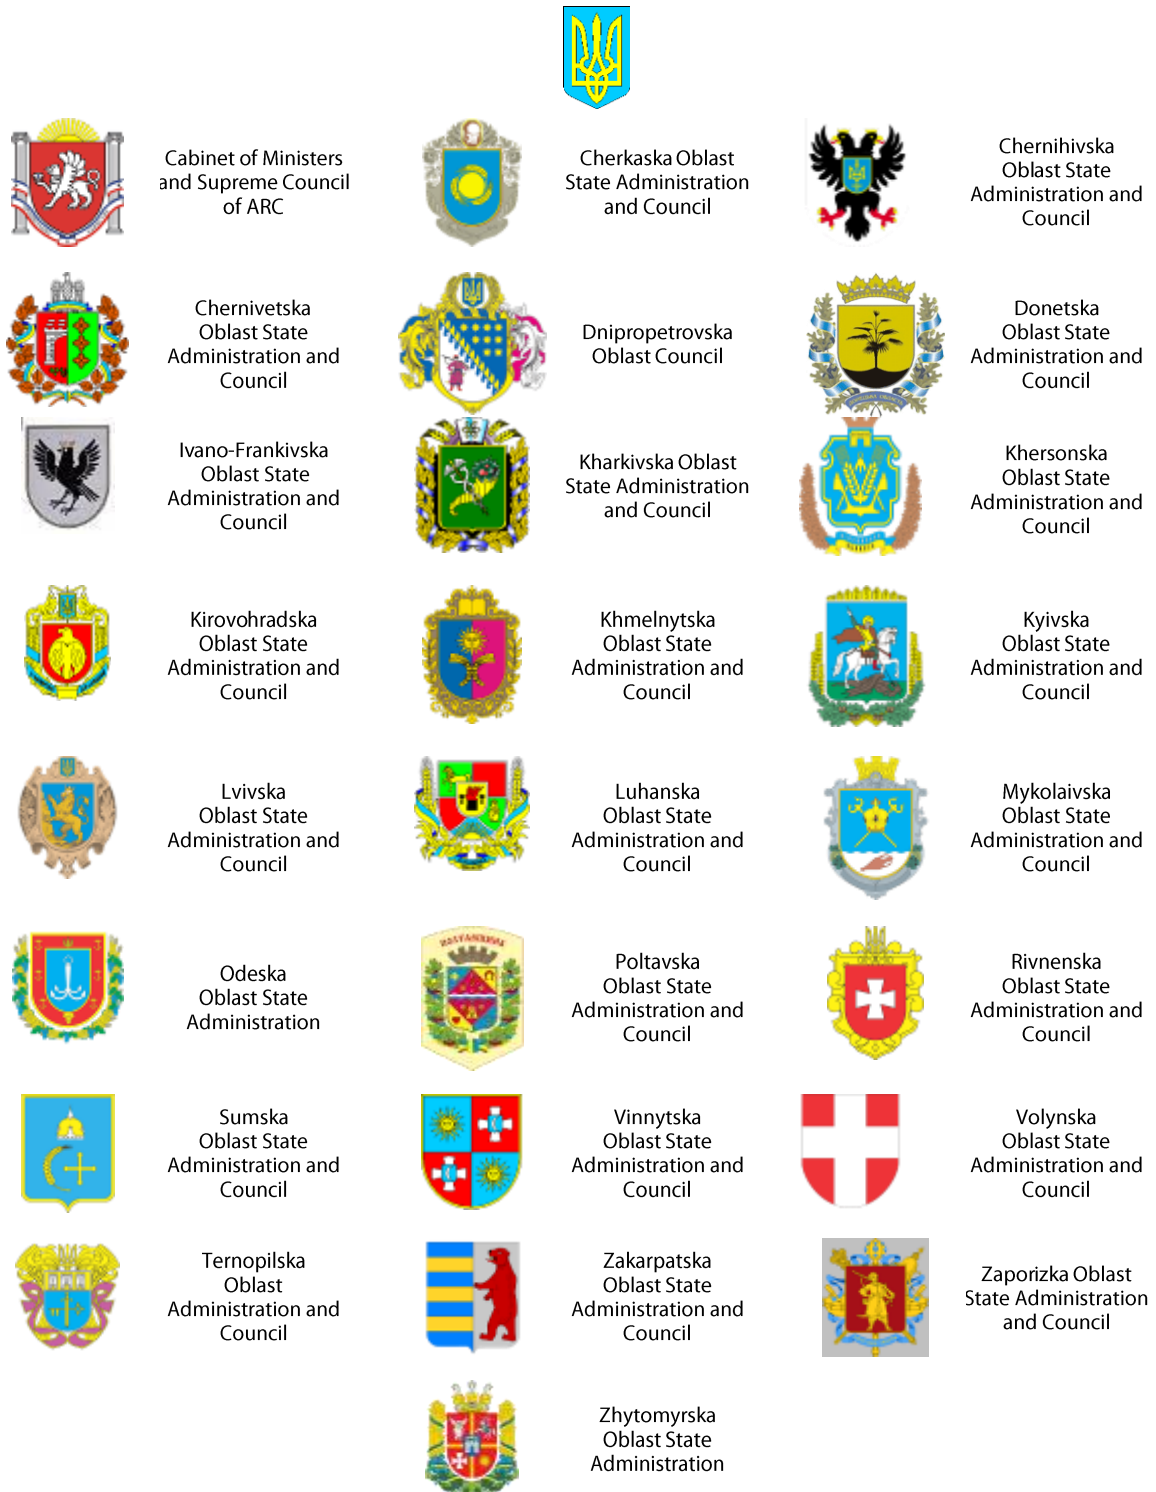 Cabinet of Ministers
and Supreme Council
of ARC
Cherkaska Oblast
State Administration
and Council
Chernihivska
Oblast State
Administration and
Council
Chernivetska
Oblast State
Administration and
Council
Dnipropetrovska
Oblast Council
Donetska
Oblast State
Administration and
Council
Ivano-Frankivska
Oblast State
Administration and
Council
Kharkivska Oblast
State Administration
and Council
Khersonska
Oblast State
Administration and
Council
Kirovohradska
Oblast State
Administration and
Council
Khmelnytska
Oblast State
Administration and
Council
Kyivska
Oblast State
Administration and
Council
Lvivska
Oblast State
Administration and
Council
Luhanska
Oblast State
Administration and
Council
Mykolaivska
Oblast State
Administration and
Council
Odeska
Oblast State
Administration
Poltavska
Oblast State
Administration and
Council
Rivnenska
Oblast State
Administration and
Council
Sumska
Oblast State
Administration and
Council
Vinnytska
Oblast State
Administration and
Council
Volynska
Oblast State
Administration and
Council
Ternopilska
Oblast
Administration and
Council
Zakarpatska
Oblast State
Administration and
Council
Zaporizka Oblast
State Administration
and Council
Zhytomyrska
Oblast State
Administration